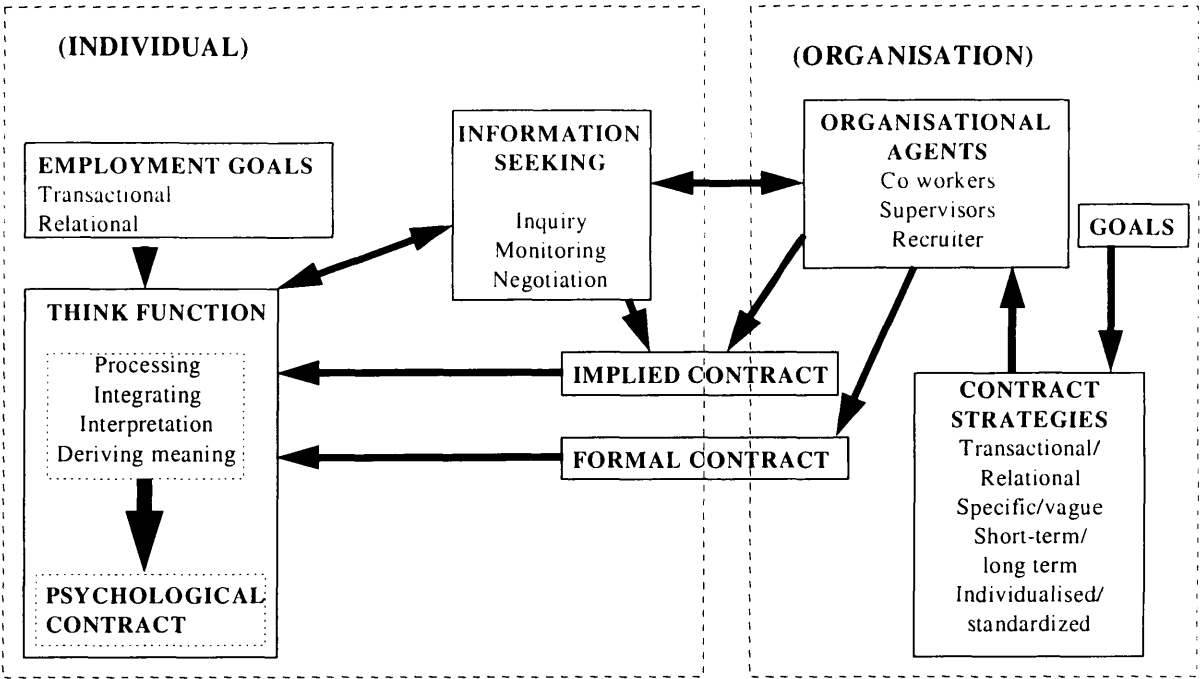 (INDIVIDUAL)
EMPLOYMENT GOALS
Transactional
Relational
THINK FUNCTION
Processing
Integrating
Interpretation
Deriving meaning
PSYCHOLOGICAL
CONTRACT
INFORMATION
SEEKING
Inquiry
Monitoring
Negotiation
IMPLIED CONTRACT
FORMAL CONTRACT
(ORGANISATION)
ORGANISATIONAL
AGENTS
Co workers
Supervisors
Recruiter
GOALS
CONTRACT
STRATEGIES
Transactional/
Relational
Specific/vague
Short-term/
long term
Individualised/
standardized